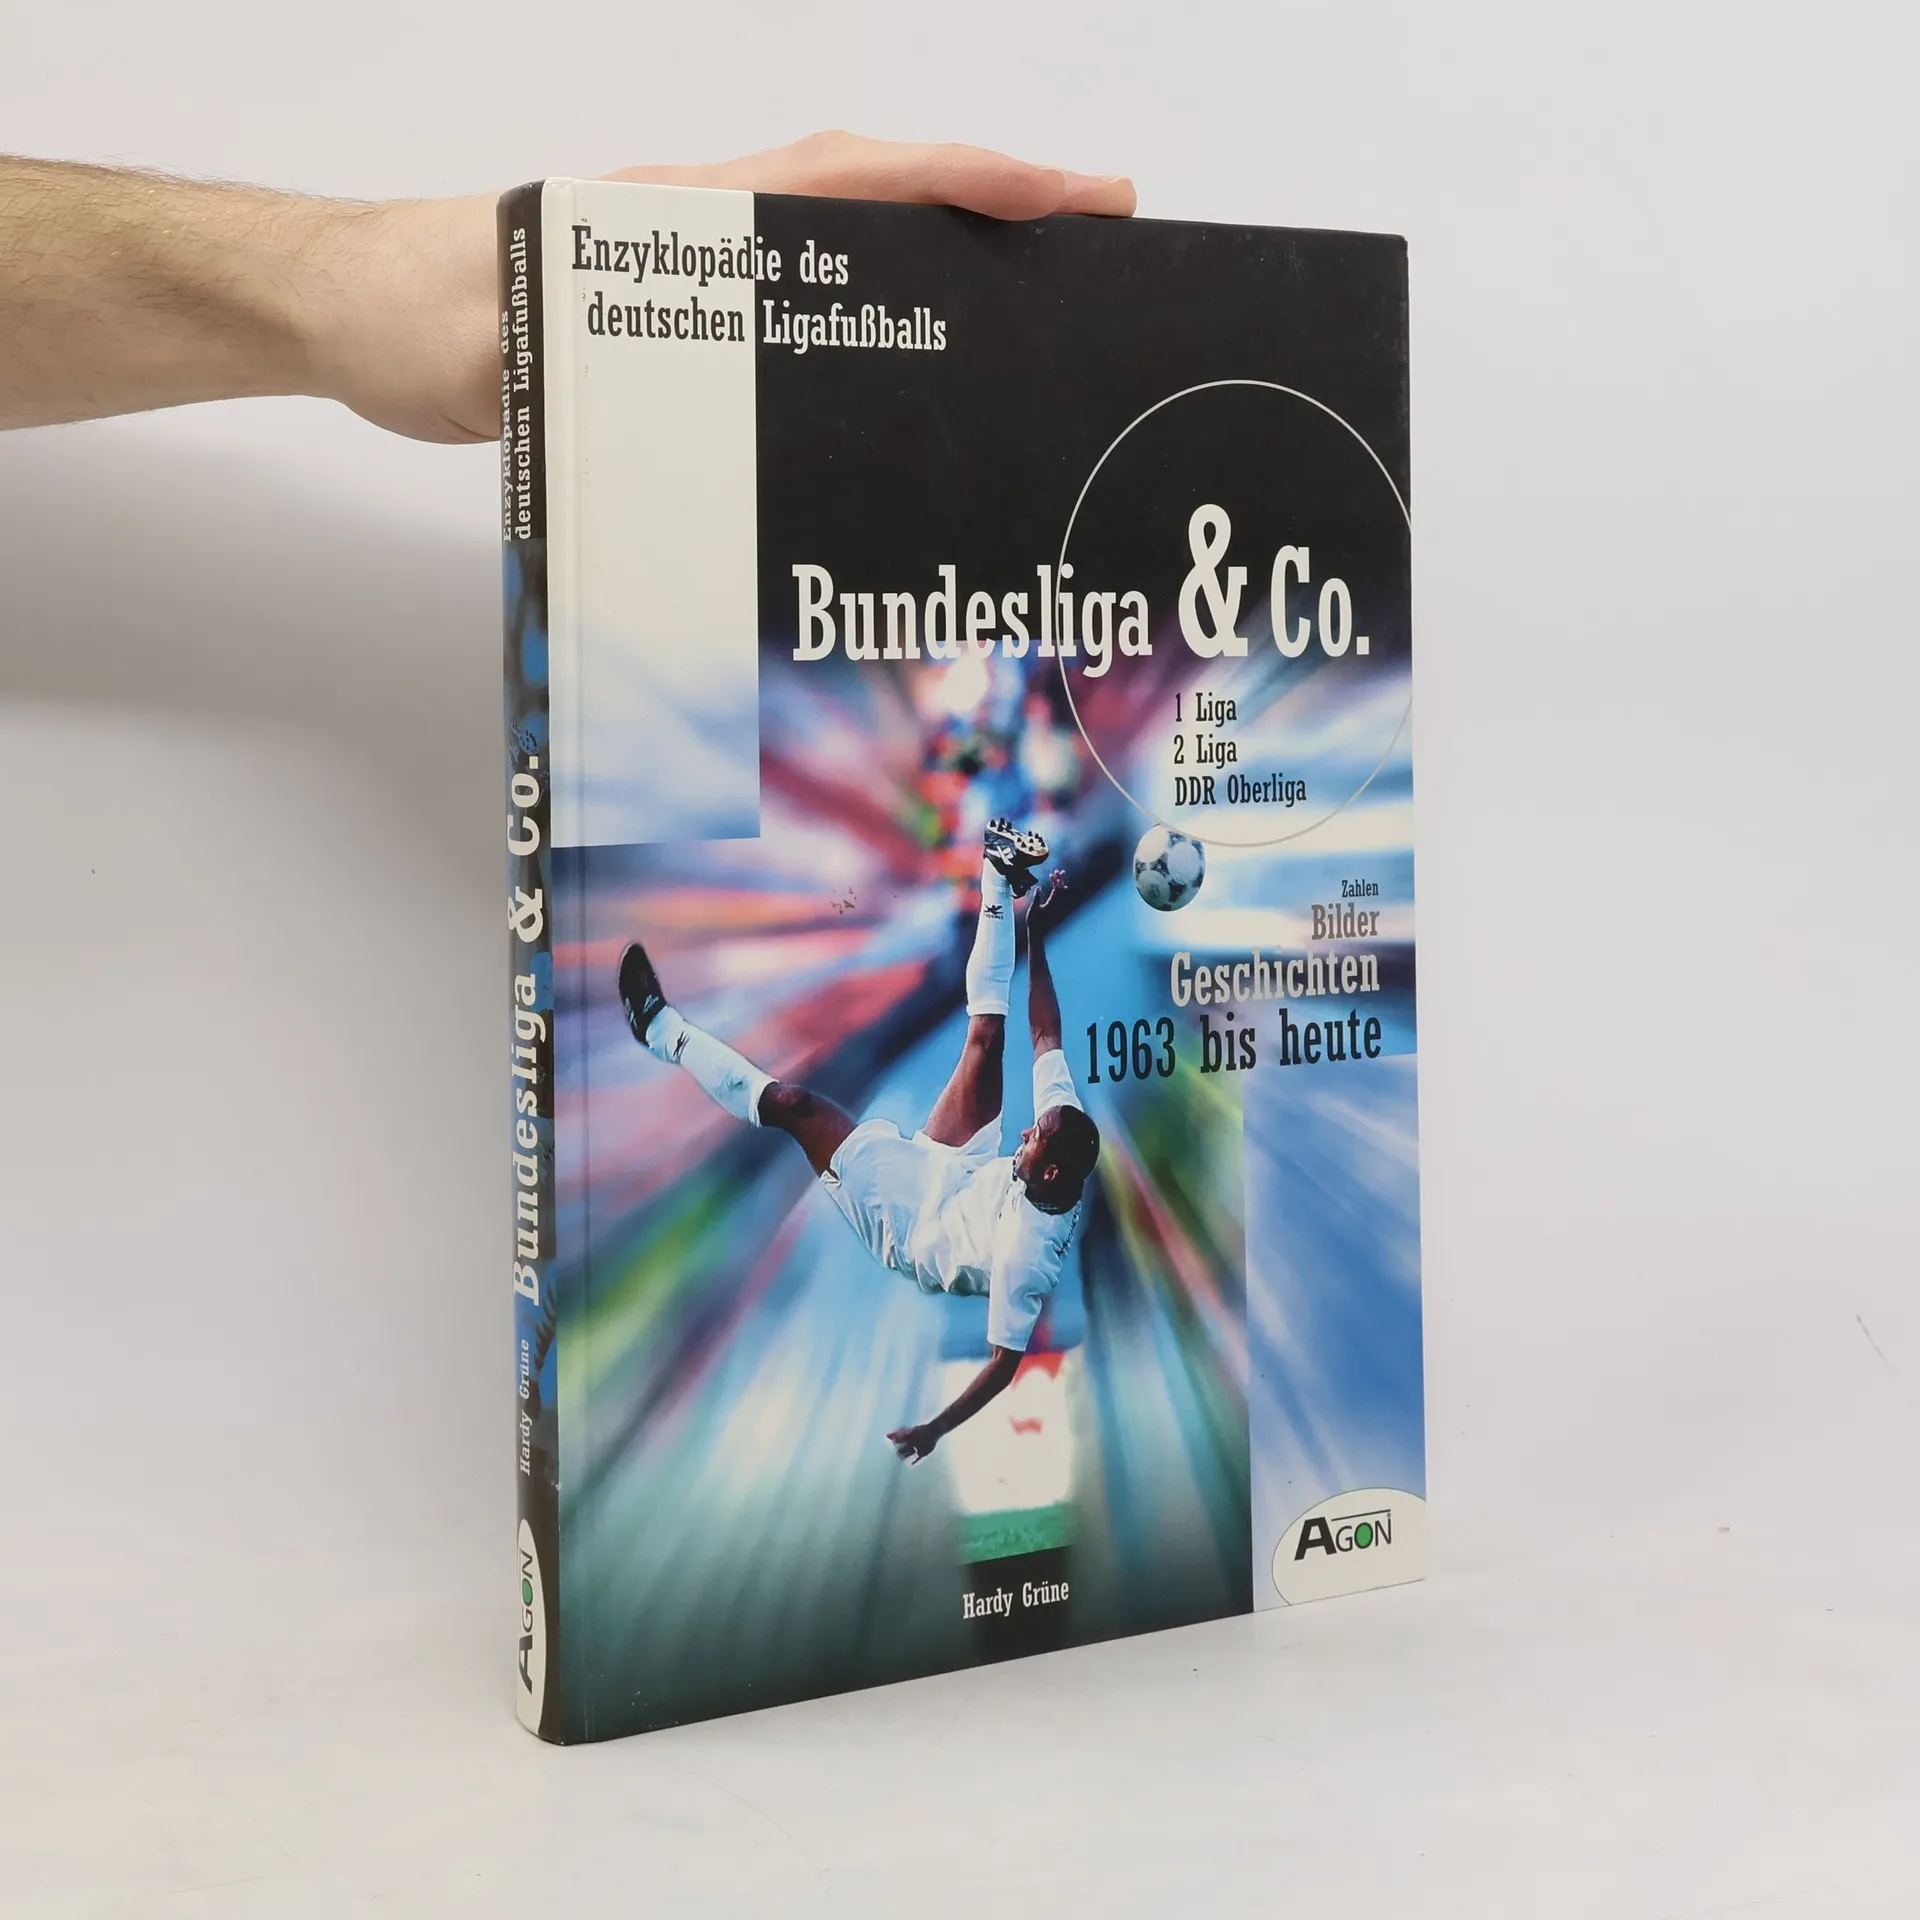 Enzyklopädie des
deutschen Ligafußballs
Bundesliga & Co.
1 Liga
2 Liga
DDR Oberliga
Zahlen
Bilder
Geschichten
1963 bis heute
Hardy Grüne
AGON
Enzyklopädie des
deutschen Ligafußballs
Bundesliga & Co.
Hardy Grüne
AGON